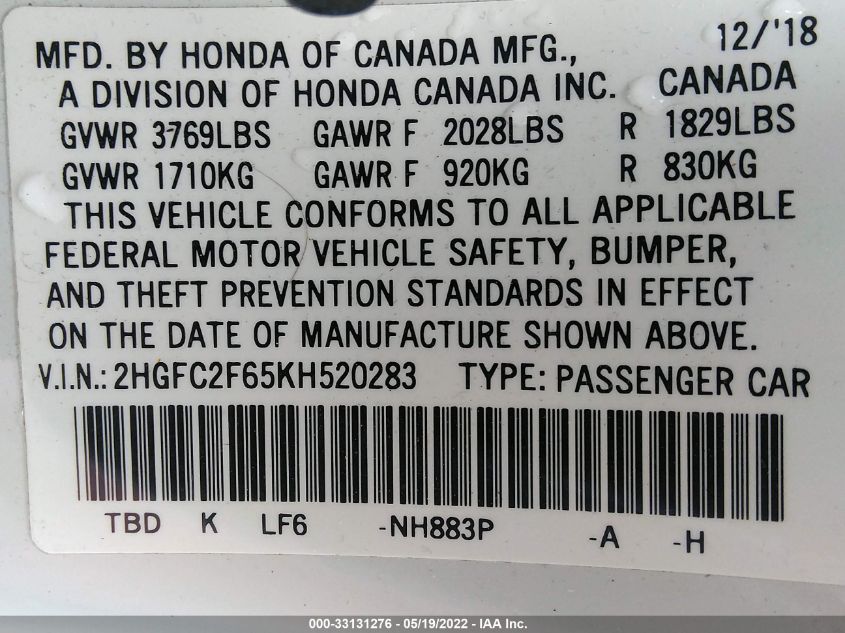 12/'18
MFD. BY HONDA OF CANADA MFG.,
A DIVISION OF HONDA CANADA INC. CANADA
GVWR 3769LBS GAWR F 2028LBS R 1829LBS
GVWR 1710KG GAWR F 920KG R 830KG
THIS VEHICLE CONFORMS TO ALL APPLICABLE
FEDERAL MOTOR VEHICLE SAFETY, BUMPER,
AND THEFT PREVENTION STANDARDS IN EFFECT
ON THE DATE OF MANUFACTURE SHOWN ABOVE.
V.I.N.: 2HGFC2F65KH520283 TYPE: PASSENGER CAR
TBD K LF6 -NH883P -A -H
000-33131276 - 05/19/2022 - IAA Inc.